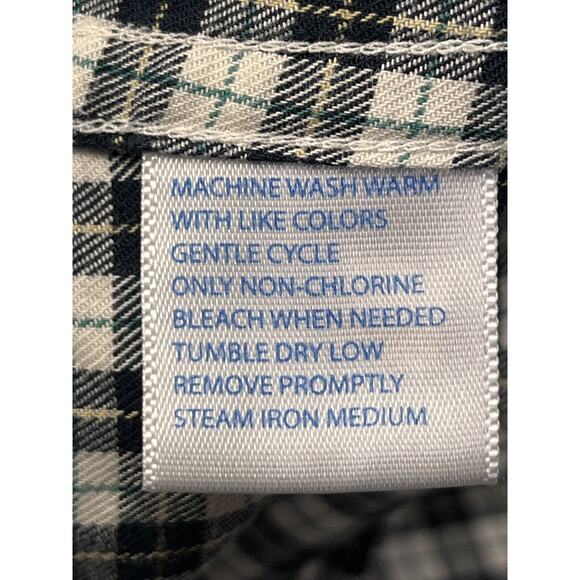 MACHINE WASH WARM
WITH LIKE COLORS
GENTLE CYCLE
ONLY NON-CHLORINE
BLEACH WHEN NEEDED
TUMBLE DRY LOW
REMOVE PROMPTLY
STEAM IRON MEDIUM